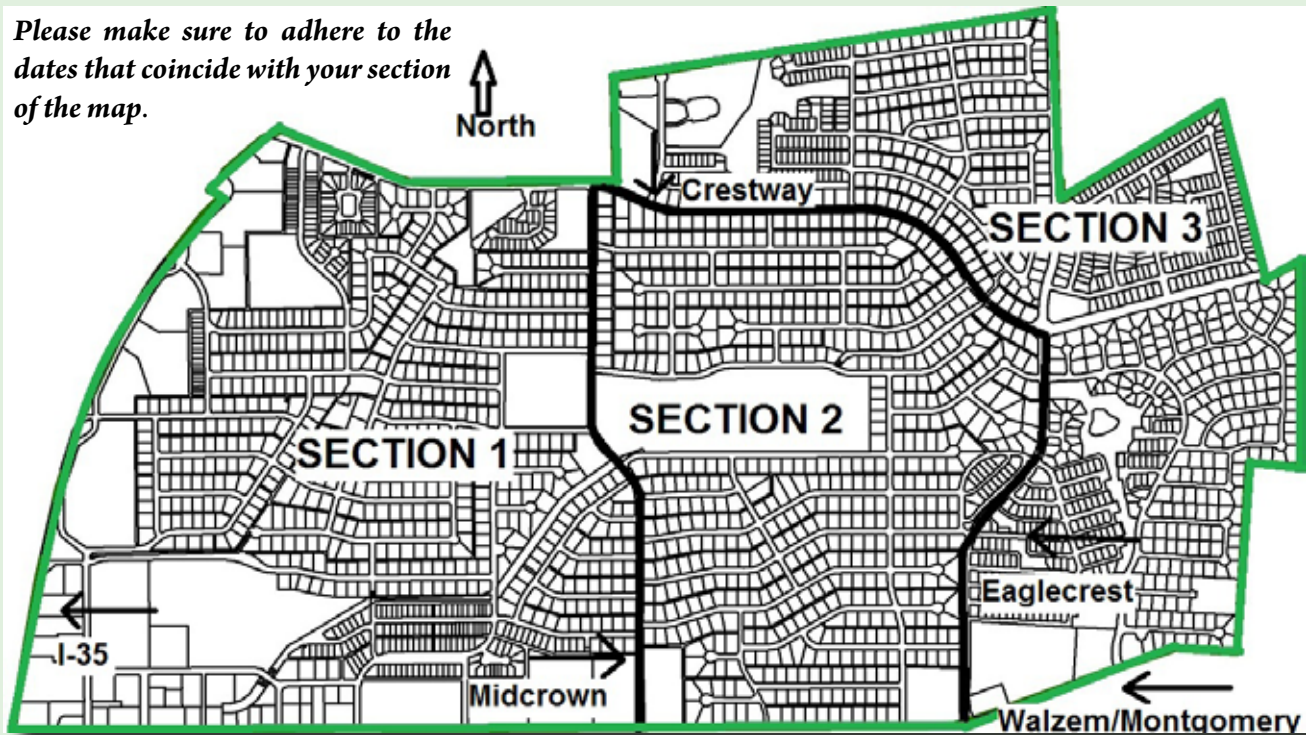 Please make sure to adhere to the
dates that coincide with your section
of the map.
North
Crestway
SECTION 3
SECTION 2
SECTION 1
Eaglecrest
I-35
Midcrown
Walzem/Montgomery